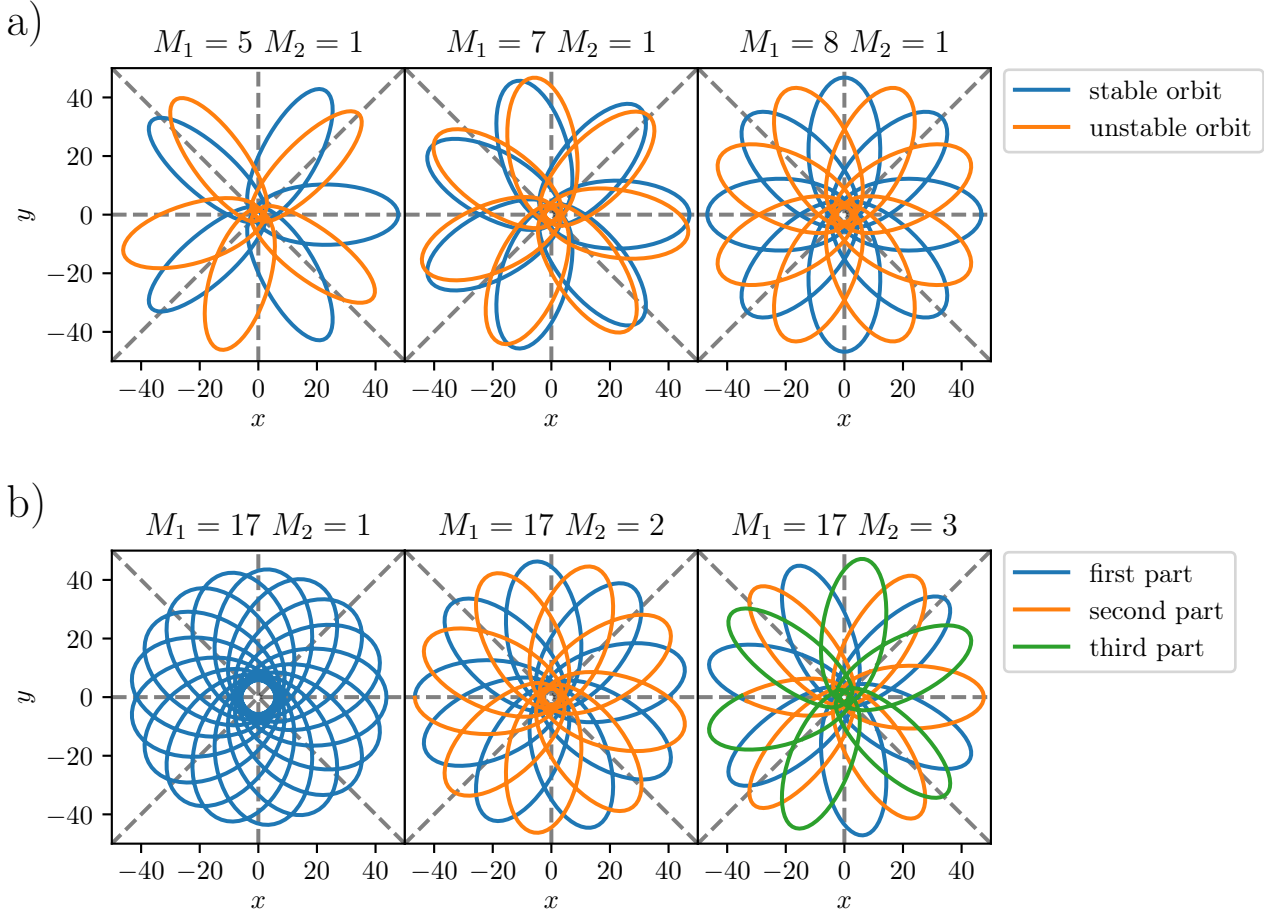 a)
M₁ = 5 M₂ = 1
M₁ = 7 M₂ = 1
M₁ = 8 M₂ = 1
40
20
0
−20
−40
y
−40 −20 0 20 40
−40 −20 0 20 40
−40 −20 0 20 40
x
x
x
stable orbit
unstable orbit
b)
M₁ = 17 M₂ = 1
M₁ = 17 M₂ = 2
M₁ = 17 M₂ = 3
40
20
0
−20
−40
y
−40 −20 0 20 40
−40 −20 0 20 40
−40 −20 0 20 40
x
x
x
first part
second part
third part